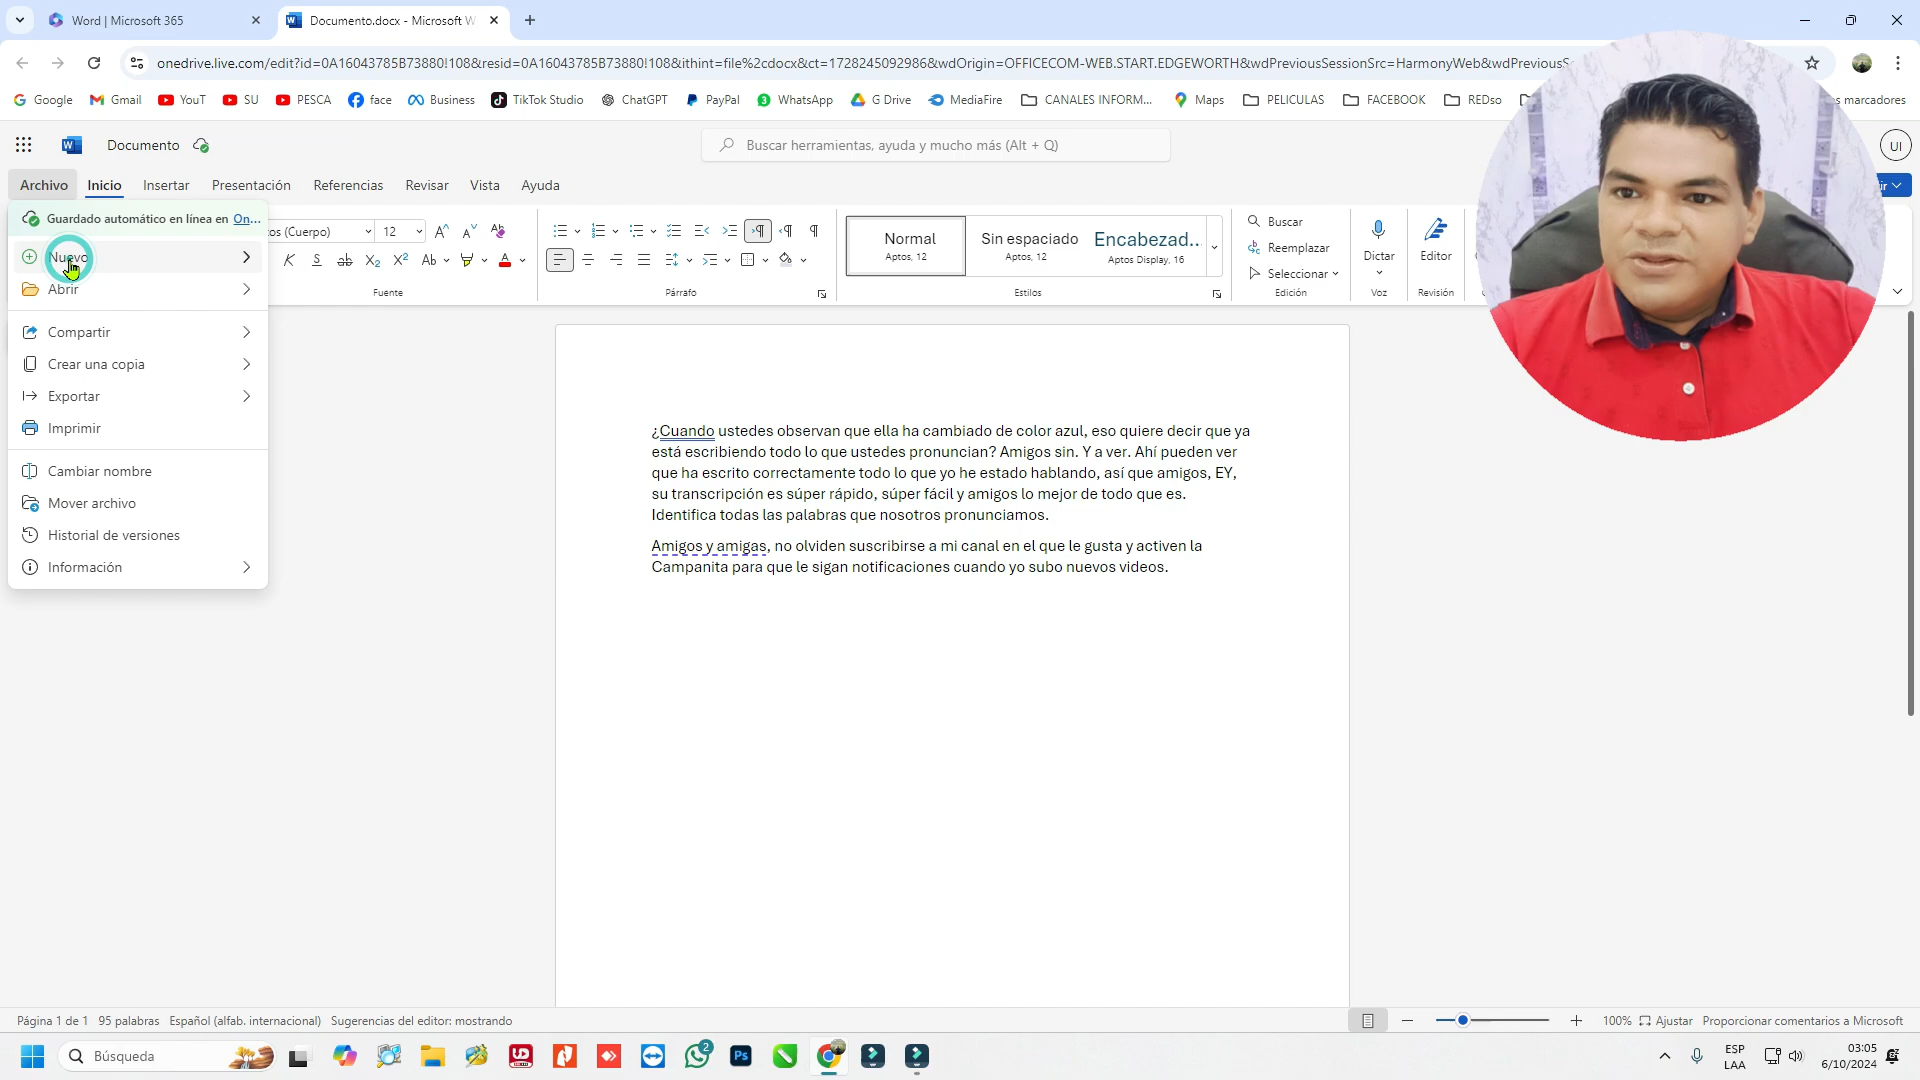 Word | Microsoft 365
Documento.docx - Microsoft W
onedrive.live.com/edit?id=0A16043785B73880!108&resid=0A16043785B73880!108&ithint=file%2cdocx&ct=1728245092986&wdOrigin=OFFICECOM-WEB.START.EDGEWORTH&wdPreviousSessionSrc=HarmonyWeb&wdPreviousS
Google Gmail YouT SU PESCA face Business TikTok Studio ChatGPT PayPal WhatsApp G Drive MediaFire CANALES INFORM... Maps PELICULAS FACEBOOK REDso s marcadores
Documento
Buscar herramientas, ayuda y mucho más (Alt + Q)
UI
Archivo Inicio Insertar Presentación Referencias Revisar Vista Ayuda
ir
Guardado automático en línea en On...
Nuevo
Abrir
Compartir
Crear una copia
Exportar
Imprimir
Cambiar nombre
Mover archivo
Historial de versiones
Información
os (Cuerpo) 12
Fuente
Párrafo
Normal
Aptos, 12
Sin espaciado
Aptos, 12
Encabezad...
Aptos Display, 16
Estilos
Buscar
Reemplazar
Seleccionar
Edición
Dictar
Voz
Editor
Revisión
¿Cuando ustedes observan que ella ha cambiado de color azul, eso quiere decir que ya
está escribiendo todo lo que ustedes pronuncian? Amigos sin. Y a ver. Ahí pueden ver
que ha escrito correctamente todo lo que yo he estado hablando, así que amigos, EY,
su transcripción es súper rápido, súper fácil y amigos lo mejor de todo que es.
Identifica todas las palabras que nosotros pronunciamos.
Amigos y amigas, no olviden suscribirse a mi canal en el que le gusta y activen la
Campanita para que le sigan notificaciones cuando yo subo nuevos videos.
Página 1 de 1 95 palabras Español (alfab. internacional) Sugerencias del editor: mostrando
100% Ajustar Proporcionar comentarios a Microsoft
Búsqueda
2
Ps
ESP
LAA
03:05
6/10/2024